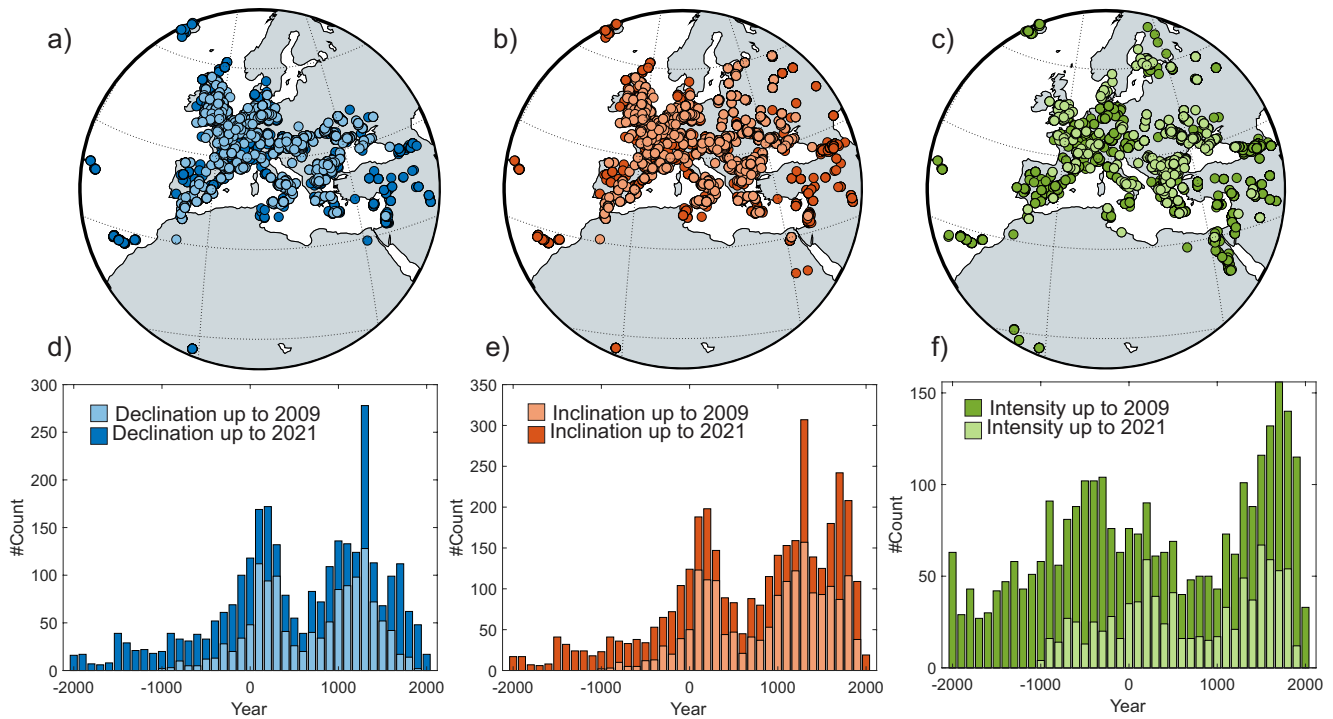 a)
b)
c)
d)
e)
f)
300
250
200
150
100
50
0
#Count
-2000
-1000
0
1000
2000
Year
Declination up to 2009
Declination up to 2021
350
300
250
200
150
100
50
0
#Count
-2000
-1000
0
1000
2000
Year
Inclination up to 2009
Inclination up to 2021
150
100
50
0
#Count
-2000
-1000
0
1000
2000
Year
Intensity up to 2009
Intensity up to 2021